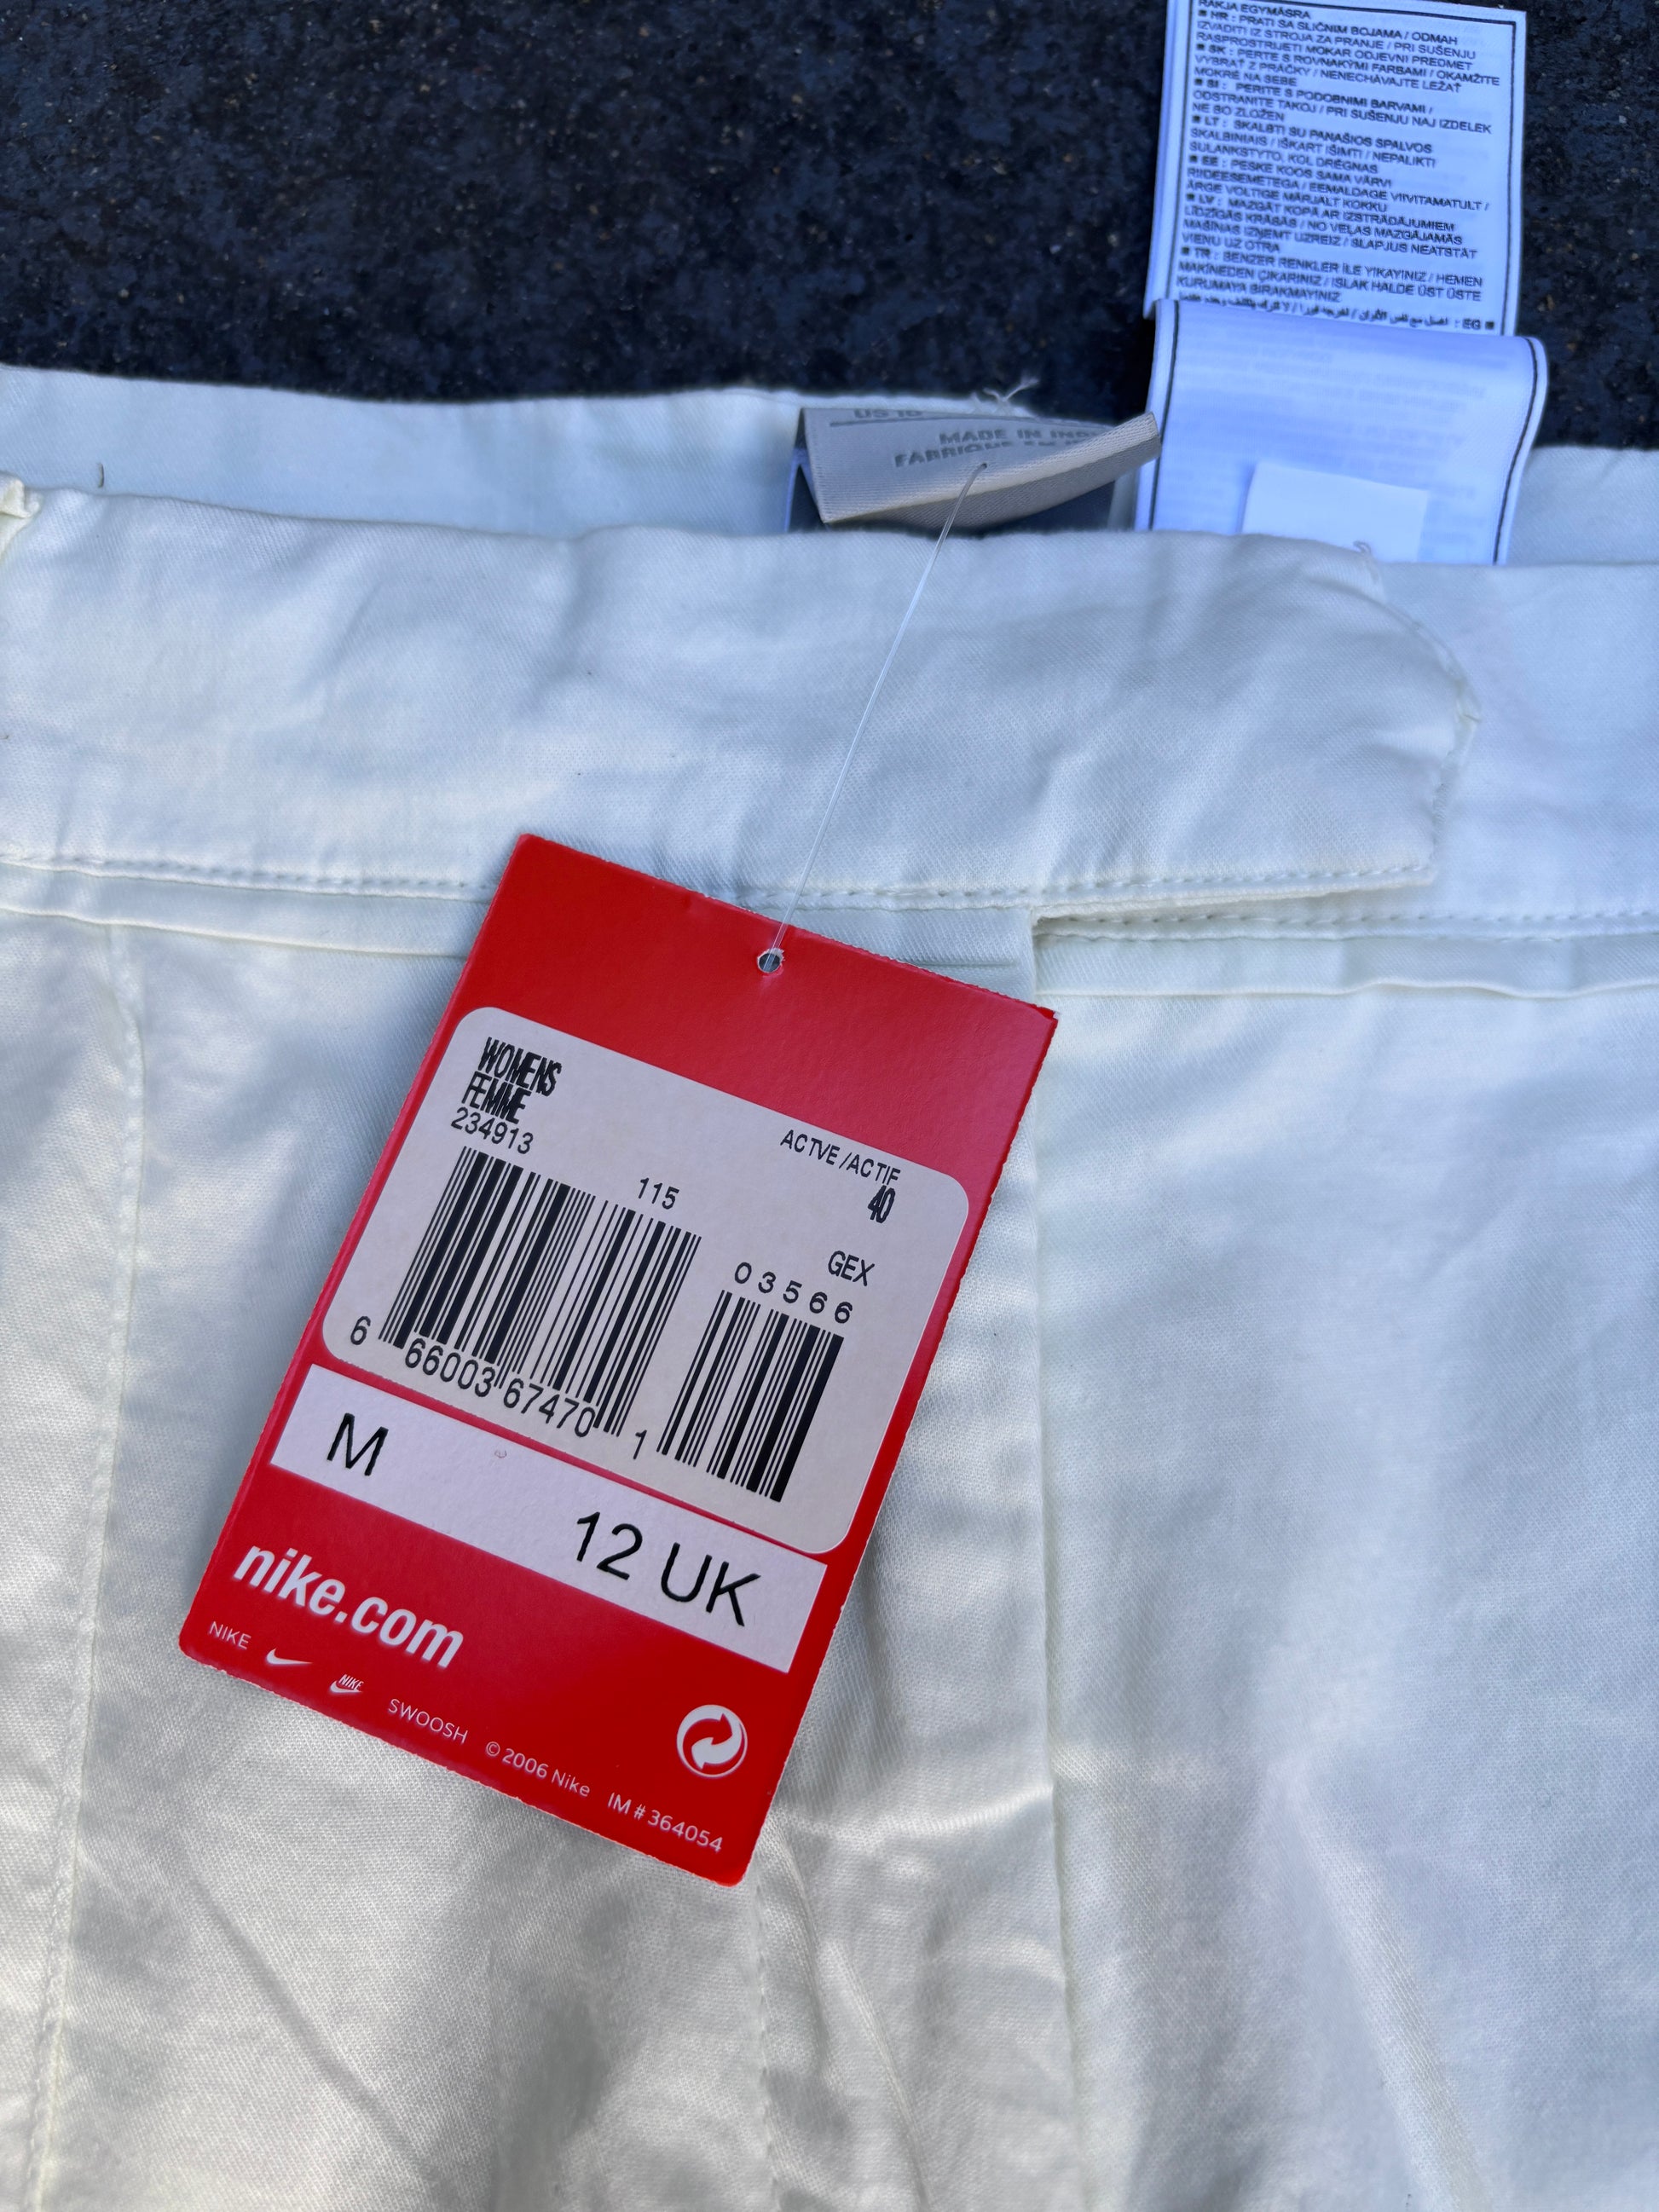 RAKJA EGYMÁSRA
■ HR : PRATI SA SLIČNIM BOJAMA / ODMAH
IZVADITI IZ STROJA ZA PRANJE / PRI SUŠENJU
RASPROSTRIJETI MOKAR ODJEVNI PREDMET
■ SK : PERTE S ROVNAKÝMI FARBAMI / OKAMŽITE
VYBRAŤ Z PRÁČKY / NENECHÁVAJTE LEŽAŤ
MOKRÉ NA SEBE
■ SI : PERITE S PODOBNIMI BARVAMI /
ODSTRANITE TAKOJ / PRI SUŠENJU NAJ IZDELEK
NE BO ZLOŽEN
■ LT : SKALBTI SU PANAŠIOS SPALVOS
SKALBINIAIS / IŠKART IŠIMTI / NEPALIKTI
SULANKSTYTO, KOL DRĖGNAS
■ EE : PESKE KOOS SAMA VÄRVI
RIIDEESEMETEGA / EEMALDAGE VIIVITAMATULT /
ÄRGE VOLTIGE MÄRJALT KOKKU
■ LV : MAZGĀT KOPĀ AR IZSTRĀDĀJUMIEM
LĪDZĪGĀS KRĀSĀS / NO VEĻAS MAZGĀJAMĀS
MAŠĪNAS IZŅEMT UZREIZ / SLAPJUS NEATSTĀT
VIENU UZ OTRA
■ TR : BENZER RENKLER İLE YIKAYINIZ / HEMEN
MAKİNEDEN ÇIKARINIZ / ISLAK HALDE ÜST ÜSTE
KURUMAYA BIRAKMAYINIZ
■ EG :
US 10
MADE IN
FABRIQUE
WOMENS
FEMME
234913
ACTVE /ACTIF
115
40
GEX
03566
6 66003 67470 1
M
12 UK
nike.com
NIKE NIKE SWOOSH © 2006 Nike IM # 364054